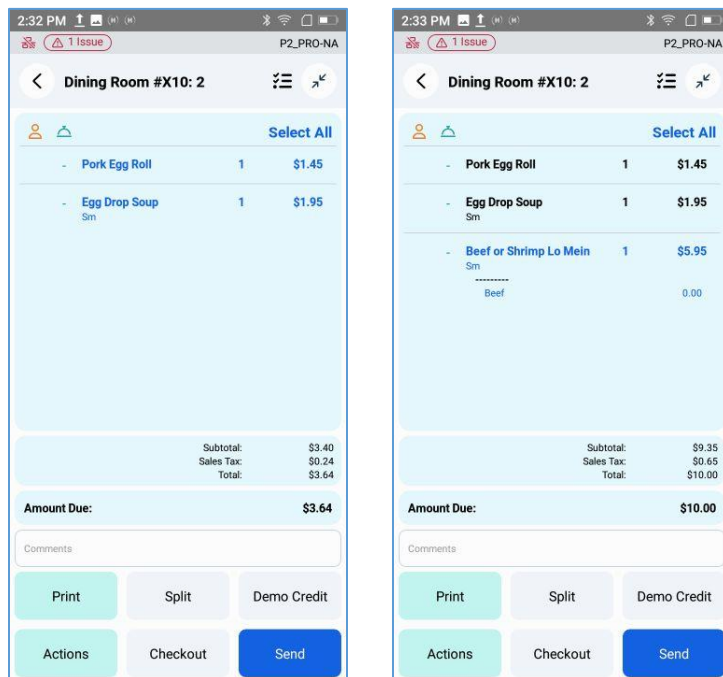 2:32 PM
1 Issue
P2_PRO-NA
Dining Room #X10: 2
Select All
- Pork Egg Roll 1 $1.45
- Egg Drop Soup 1 $1.95
Sm
Subtotal: $3.40
Sales Tax: $0.24
Total: $3.64
Amount Due: $3.64
Comments
Print Split Demo Credit
Actions Checkout Send
2:33 PM
1 Issue
P2_PRO-NA
Dining Room #X10: 2
Select All
- Pork Egg Roll 1 $1.45
- Egg Drop Soup 1 $1.95
Sm
- Beef or Shrimp Lo Mein 1 $5.95
Sm
---------
Beef 0.00
Subtotal: $9.35
Sales Tax: $0.65
Total: $10.00
Amount Due: $10.00
Comments
Print Split Demo Credit
Actions Checkout Send